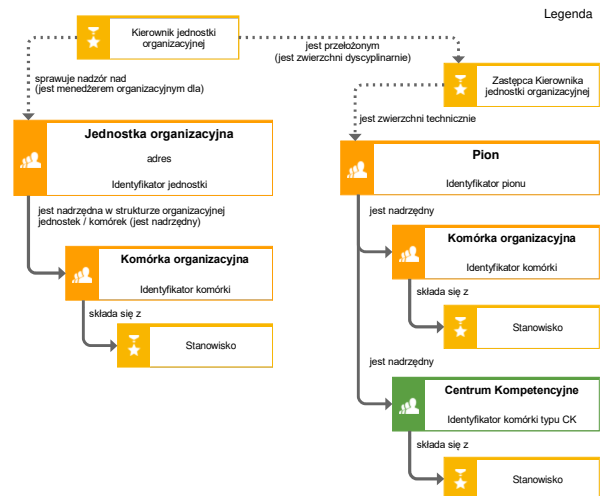 Legenda
Kierownik jednostki
organizacyjnej
jest przełożonym
(jest zwierzchni dyscyplinarnie)
sprawuje nadzór nad
(jest menedżerem organizacyjnym dla)
Zastępca Kierownika
jednostki organizacyjnej
jest zwierzchni technicznie
Jednostka organizacyjna
adres
Identyfikator jednostki
Pion
Identyfikator pionu
jest nadrzędna w strukturze organizacyjnej
jednostek / komórek (jest nadrzędny)
jest nadrzędny
Komórka organizacyjna
Identyfikator komórki
Komórka organizacyjna
Identyfikator komórki
składa się z
składa się z
Stanowisko
Stanowisko
jest nadrzędny
Centrum Kompetencyjne
Identyfikator komórki typu CK
składa się z
Stanowisko